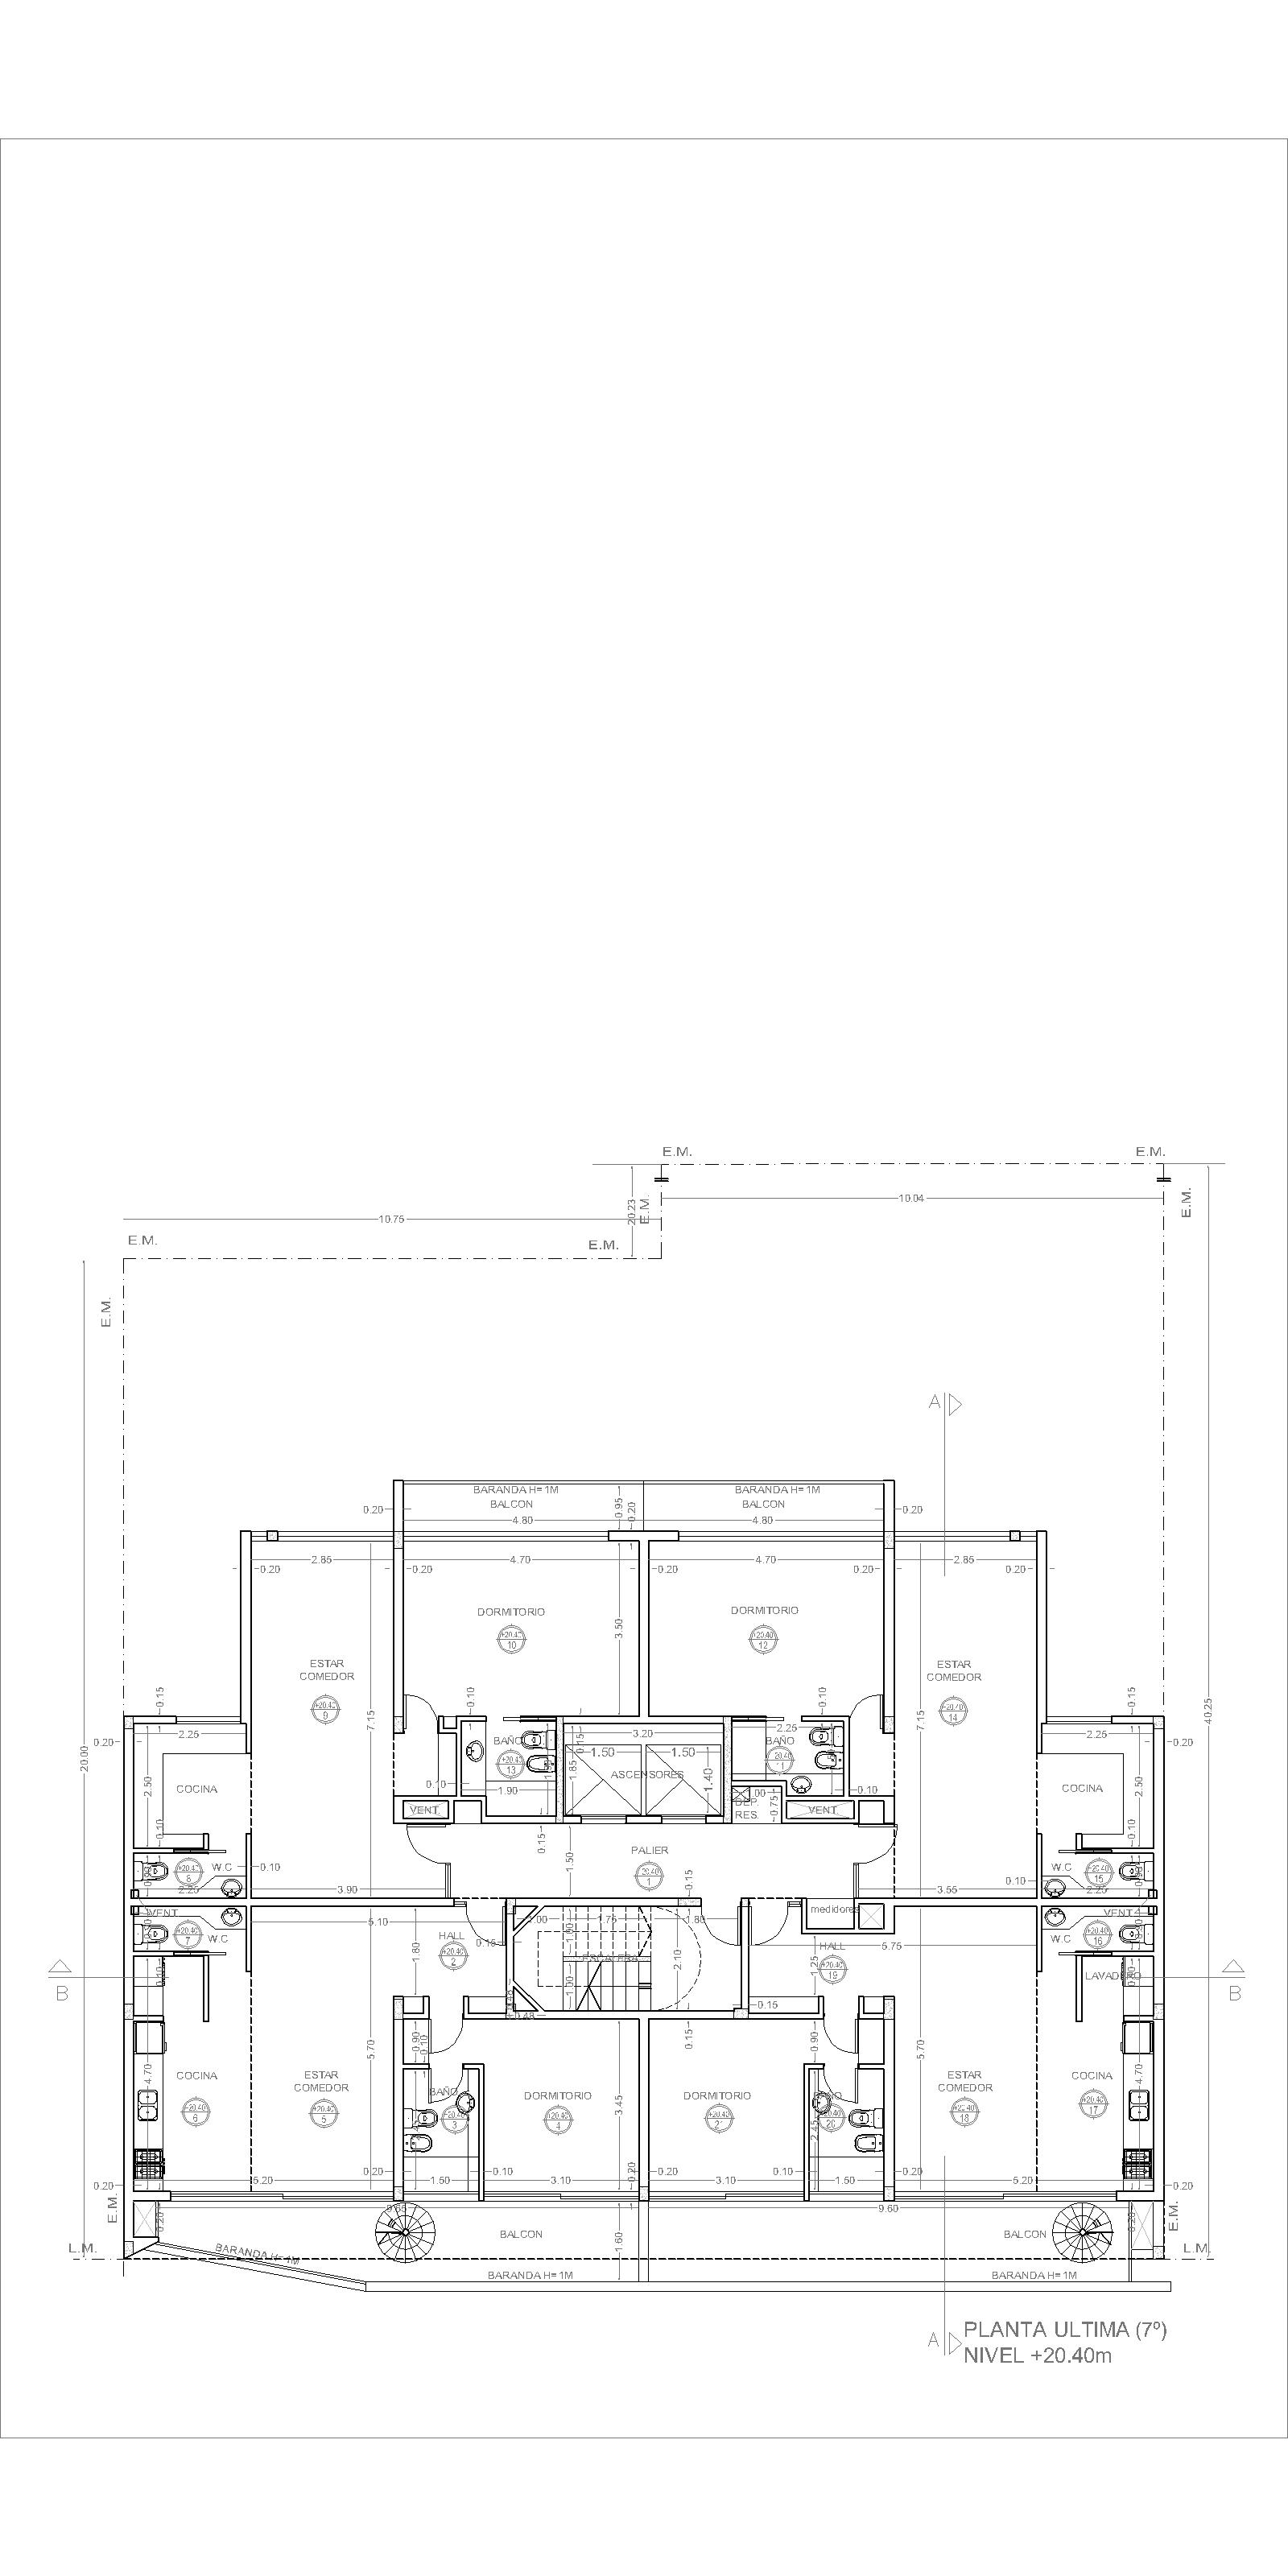 E.M.
E.M.
E.M.
20.23
E.M.
10.04
10.75
E.M.
E.M.
E.M.
40.25
20.00
A
BARANDA H= 1M
BALCON
BARANDA H= 1M
BALCON
0.20
0.95
0.20
0.20
4.80
4.80
2.85
4.70
4.70
2.85
0.20
0.20
0.20
0.20
0.20
DORMITORIO
+20.40
10
3.50
DORMITORIO
+20.40
12
ESTAR
COMEDOR
+20.40
9
7.15
ESTAR
COMEDOR
+20.40
14
7.15
0.15
0.10
0.10
0.15
0.20
2.25
BAÑO
+20.40
13
0.15
3.20
2.25
BAÑO
2.25
0.20
1.50
1.50
ASCENSORES
1.85
1.40
COCINA
2.50
0.10
0.10
1.90
0.10
COCINA
2.50
0.10
VENT
DEP.
RES.
0.75
VENT
0.15
1.50
PALIER
+20.40
1
0.15
W.C
+20.40
8
0.10
2.20
3.90
3.55
0.10
W.C
+20.40
15
2.20
VENT
+20.40
7
W.C
5.10
HALL
+20.40
2
1.80
0.15
1.00
1.75
1.80
1.00
1.00
ESCALERA
2.10
medidores
HALL
19
1.25
5.75
0.15
VENT
W.C
+20.40
16
LAVADERO
B
B
0.48
0.90
0.10
0.15
0.90
5.70
5.70
COCINA
+20.40
6
4.70
ESTAR
COMEDOR
+20.40
5
BAÑO
3
DORMITORIO
+20.40
4
3.45
DORMITORIO
+20.40
2.45
ESTAR
COMEDOR
+20.40
18
COCINA
+20.40
17
4.70
0.20
5.20
0.20
1.50
0.10
3.10
0.20
0.20
3.10
0.10
1.50
0.20
5.20
0.20
E.M.
0.20
9.60
0.20
E.M.
BALCON
1.60
BALCON
L.M.
BARANDA H= 1M
L.M.
BARANDA H= 1M
BARANDA H= 1M
A
PLANTA ULTIMA (7º)
NIVEL +20.40m